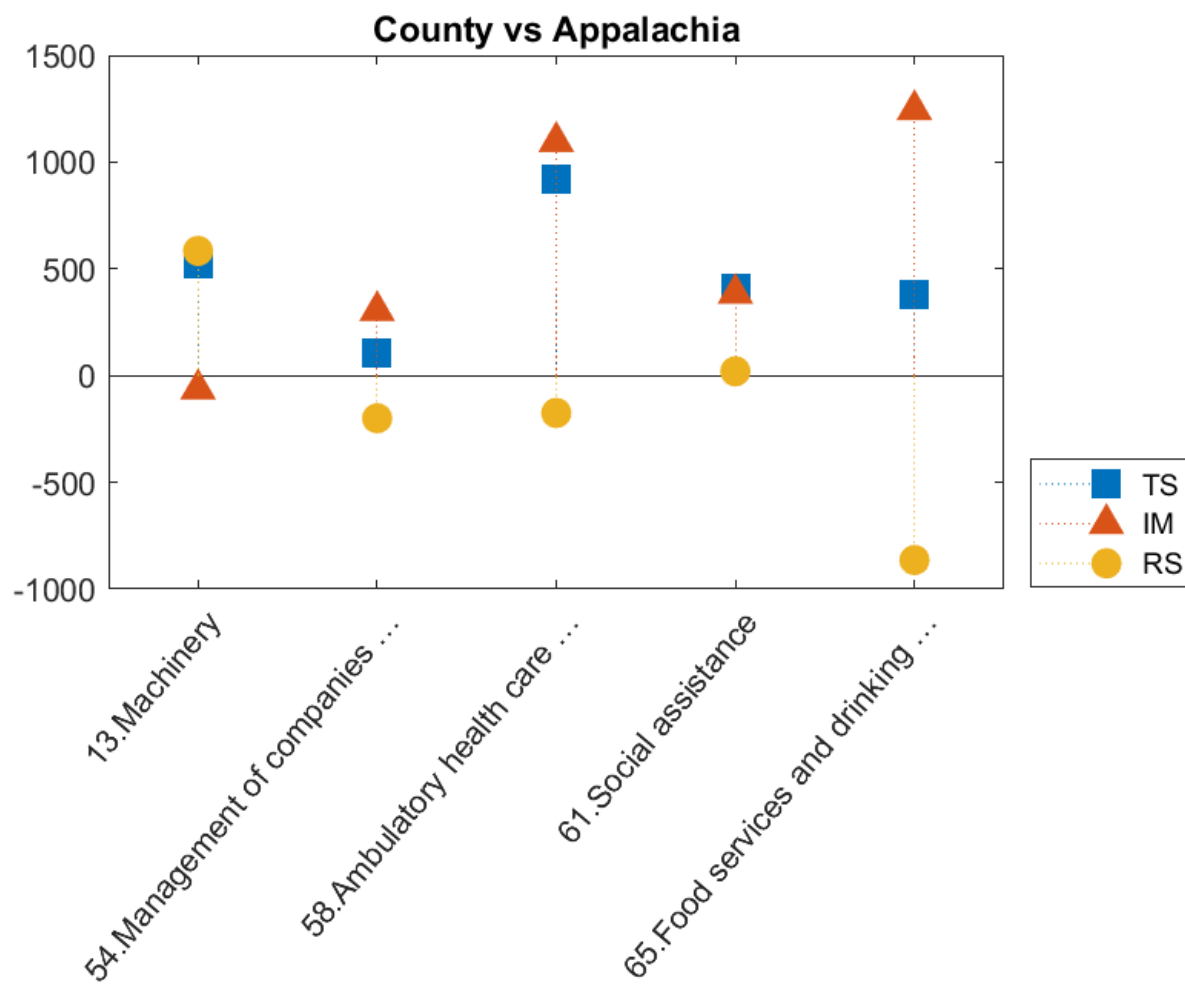 County vs Appalachia
1500
1000
500
0
-500
-1000
TS
IM
RS
13.Machinery
54.Management of companies ...
58.Ambulatory health care ...
61.Social assistance
65.Food services and drinking ...